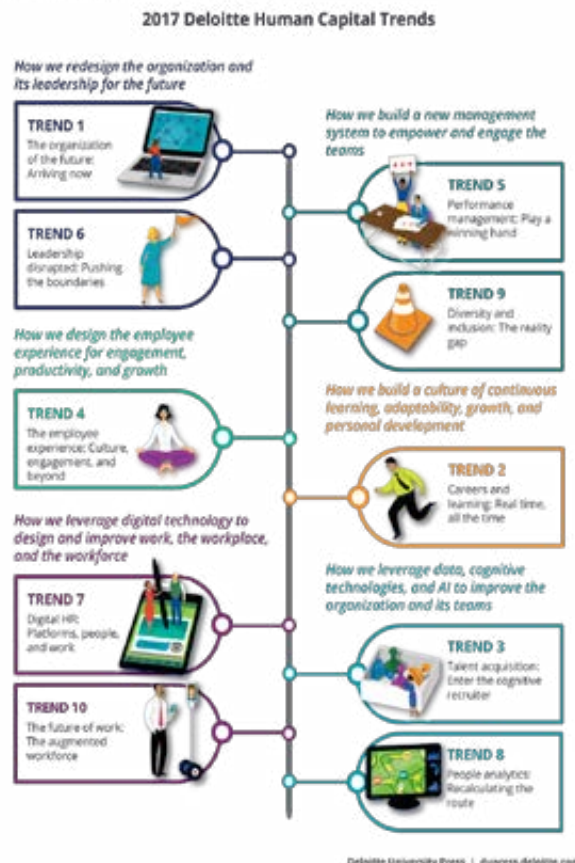 2017 Deloitte Human Capital Trends
How we redesign the organization and
its leadership for the future
TREND 1
The organization
of the future:
Arriving now
TREND 6
Leadership
disrupted: Pushing
the boundaries
How we design the employee
experience for engagement,
productivity, and growth
TREND 4
The employee
experience: Culture,
engagement, and
beyond
How we leverage digital technology to
design and improve work, the workplace,
and the workforce
TREND 7
Digital HR:
Platforms, people,
and work
TREND 10
The future of work:
The augmented
workforce
How we build a new management
system to empower and engage the
teams
TREND 5
Performance
management: Play a
winning hand
TREND 9
Diversity and
inclusion: The reality
gap
How we build a culture of continuous
learning, adaptability, growth, and
personal development
TREND 2
Careers and
learning: Real time,
all the time
How we leverage data, cognitive
technologies, and AI to improve the
organization and its teams
TREND 3
Talent acquisition:
Enter the cognitive
recruiter
TREND 8
People analytics:
Recalculating the
route
Deloitte University Press |